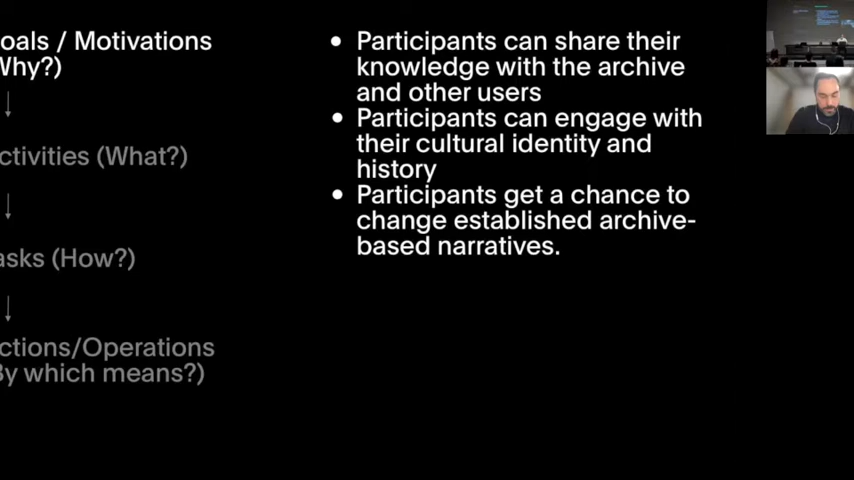 oals / Motivations
Why?)
ctivities (What?)
asks (How?)
ctions/Operations
By which means?)
• Participants can share their
knowledge with the archive
and other users
• Participants can engage with
their cultural identity and
history
• Participants get a chance to
change established archive-
based narratives.